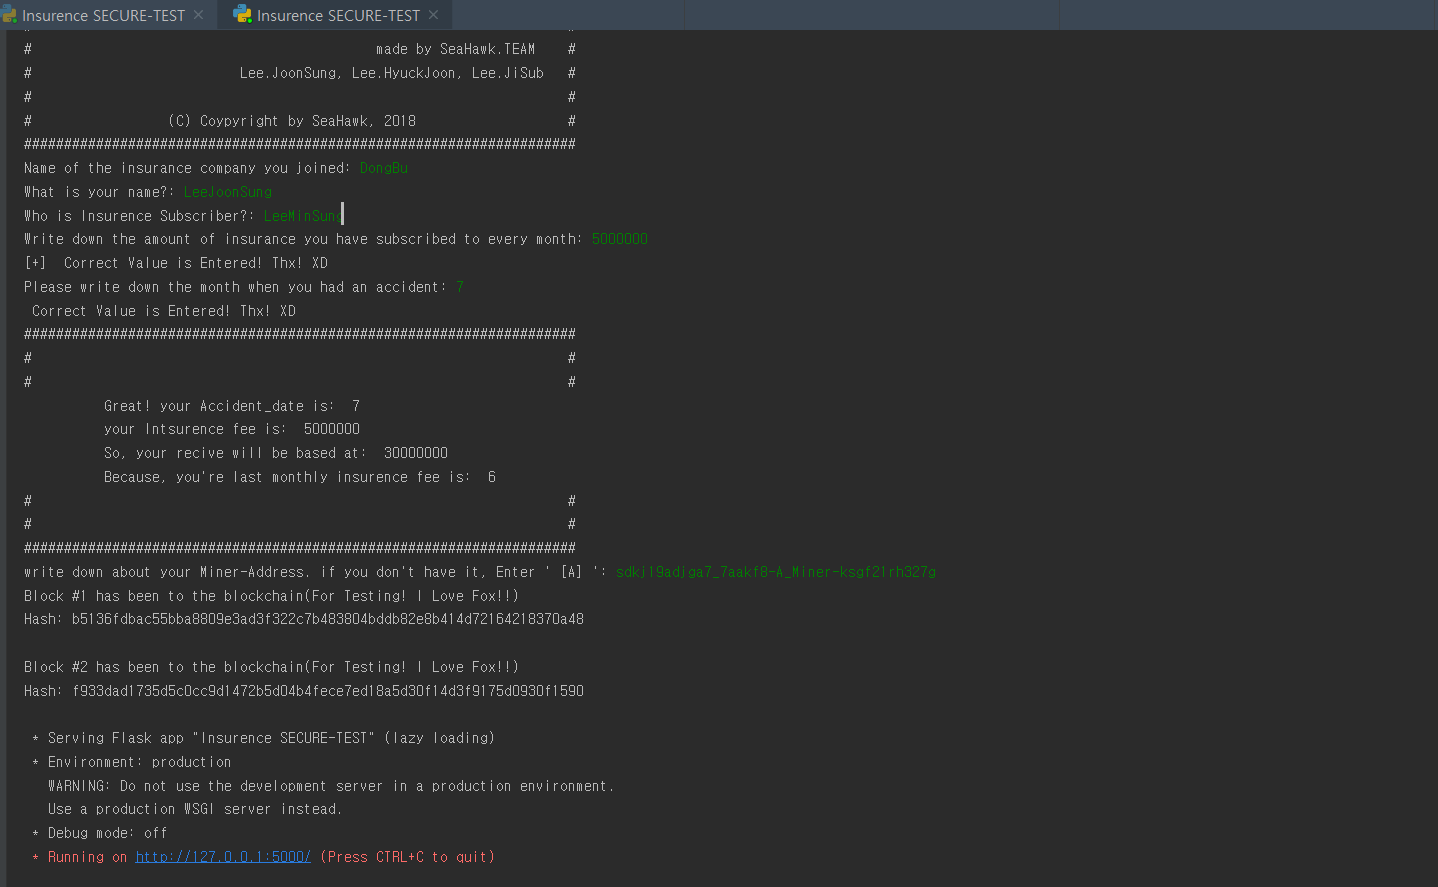 Insurence SECURE-TEST Insurence SECURE-TEST
# made by SeaHawk.TEAM #
# Lee.JoonSung, Lee.HyuckJoon, Lee.JiSub #
# #
# (C) Coypyright by SeaHawk, 2018 #
#####################################################################
Name of the insurance company you joined: DongBu
What is your name?: LeeJoonSung
Who is Insurence Subscriber?: LeeMinSung
Write down the amount of insurance you have subscribed to every month: 5000000
[+]  Correct Value is Entered! Thx! XD
Please write down the month when you had an accident: 7
Correct Value is Entered! Thx! XD
#####################################################################
# #
# #
Great! your Accident_date is:  7
your Intsurence fee is:  5000000
So, your recive will be based at:  30000000
Because, you're last monthly insurence fee is:  6
# #
# #
#####################################################################
write down about your Miner-Address. if you don't have it, Enter ' [A] ': sdkj19adjga7_7aakf8-A_Miner-ksgf21rh327g
Block #1 has been to the blockchain(For Testing! I Love Fox!!)
Hash: b5136fdbac55bba8809e3ad3f322c7b483804bddb82e8b414d72164218370a48
Block #2 has been to the blockchain(For Testing! I Love Fox!!)
Hash: f933dad1735d5c0cc9d1472b5d04b4fece7ed18a5d30f14d3f9175d0930f1590
* Serving Flask app "Insurence SECURE-TEST" (lazy loading)
* Environment: production
WARNING: Do not use the development server in a production environment.
Use a production WSGI server instead.
* Debug mode: off
* Running on http://127.0.0.1:5000/ (Press CTRL+C to quit)